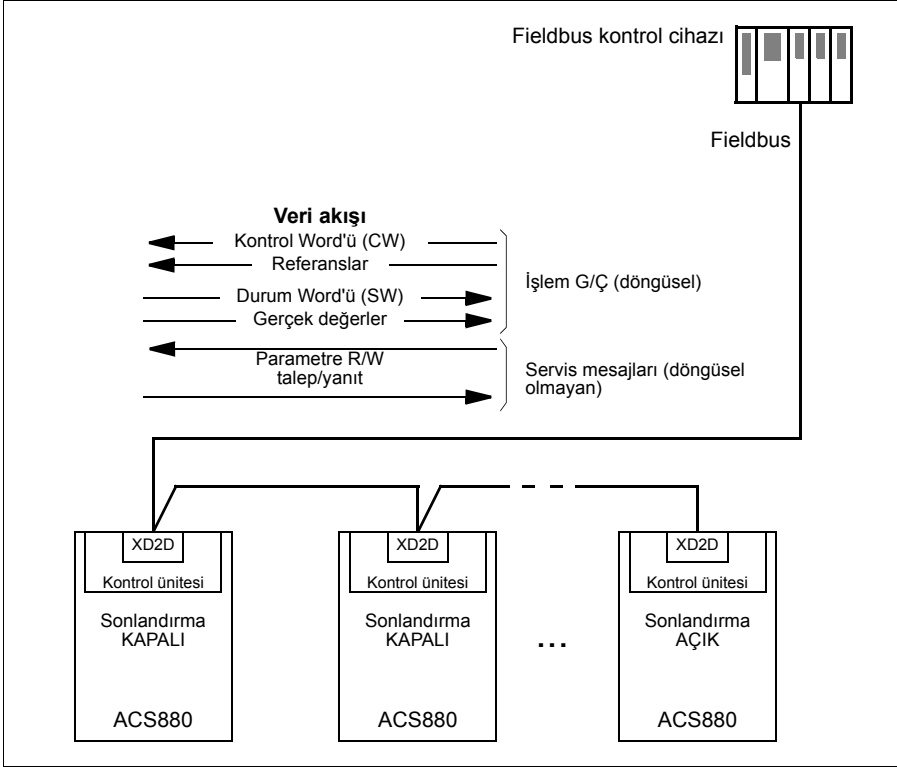 Fieldbus kontrol cihazı
Fieldbus
Veri akışı
Kontrol Word'ü (CW)
Referanslar
Durum Word'ü (SW)
Gerçek değerler
İşlem G/Ç (döngüsel)
Parametre R/W
talep/yanıt
Servis mesajları (döngüsel
olmayan)
XD2D
Kontrol ünitesi
Sonlandırma
KAPALI
ACS880
XD2D
Kontrol ünitesi
Sonlandırma
KAPALI
ACS880
...
XD2D
Kontrol ünitesi
Sonlandırma
AÇIK
ACS880